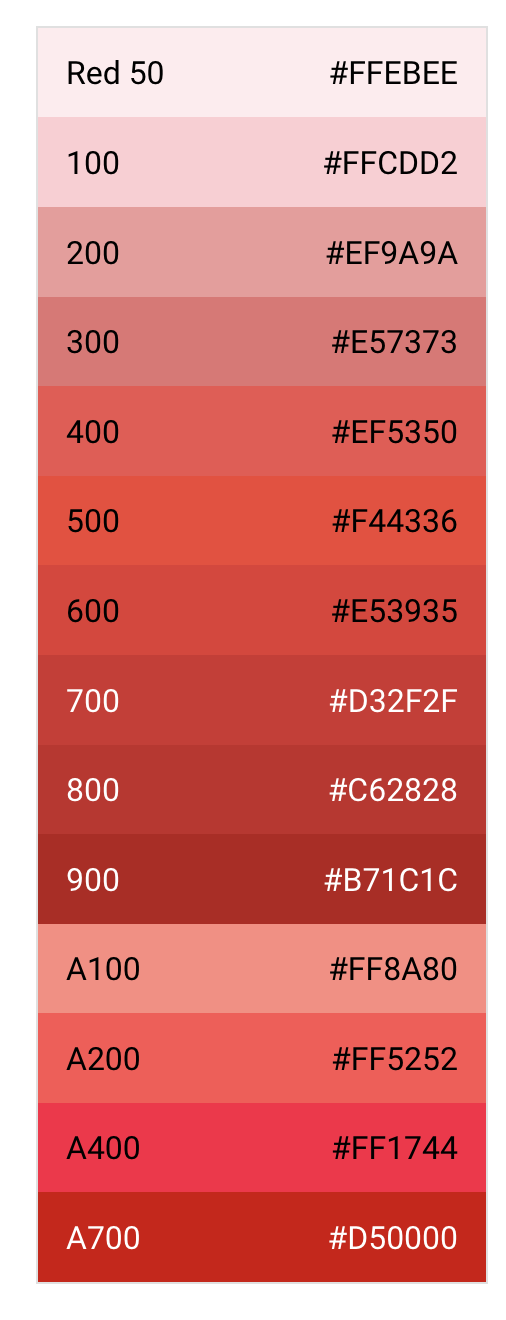 Red 50 #FFEBEE
100 #FFCDD2
200 #EF9A9A
300 #E57373
400 #EF5350
500 #F44336
600 #E53935
700 #D32F2F
800 #C62828
900 #B71C1C
A100 #FF8A80
A200 #FF5252
A400 #FF1744
A700 #D50000